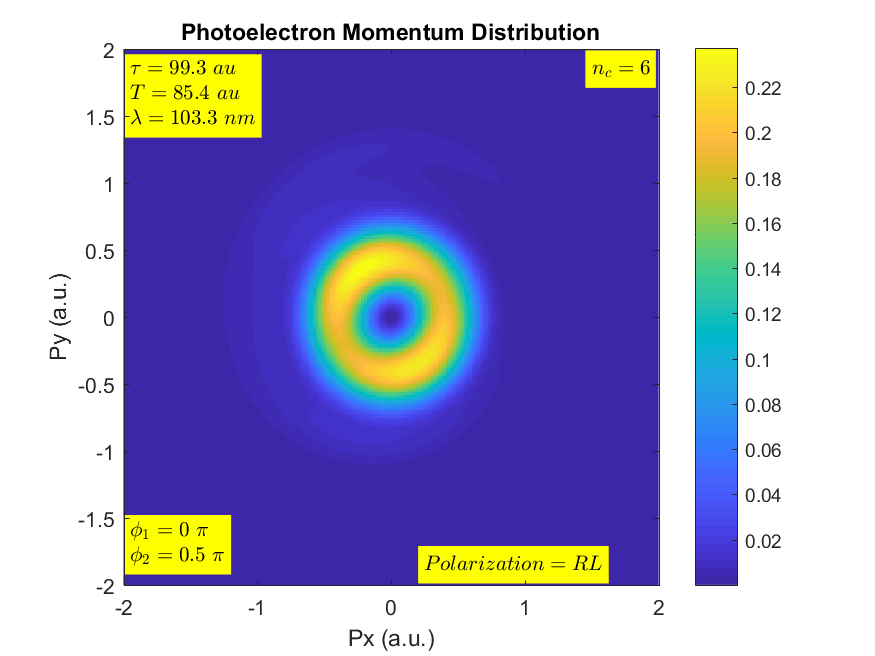 Photoelectron Momentum Distribution
τ = 99.3 au
T = 85.4 au
λ = 103.3 nm
n_c = 6
2
1.5
1
0.5
0
-0.5
-1
-1.5
-2
Py (a.u.)
ϕ₁ = 0 π
ϕ₂ = 0.5 π
Polarization = RL
-2
-1
0
1
2
Px (a.u.)
0.22
0.2
0.18
0.16
0.14
0.12
0.1
0.08
0.06
0.04
0.02